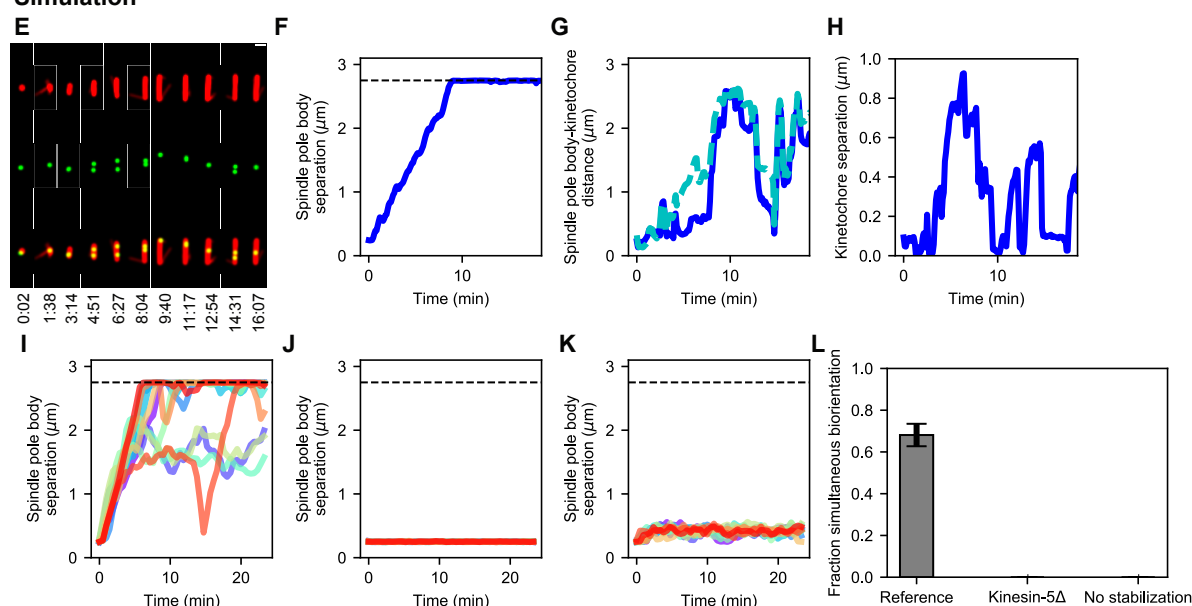 Simulation
E
F
G
H
0:02
1:38
3:14
4:51
6:27
8:04
9:40
11:17
12:54
14:31
16:07
Spindle pole body
separation (μm)
3
2
1
0
0
10
Time (min)
Spindle pole body-kinetochore
distance (μm)
3
2
1
0
0
10
Time (min)
Kinetochore separation (μm)
1.0
0.8
0.6
0.4
0.2
0.0
0
10
Time (min)
I
J
K
L
Spindle pole body
separation (μm)
3
2
1
0
0
10
20
Time (min)
Spindle pole body
separation (μm)
3
2
1
0
0
10
20
Time (min)
Spindle pole body
separation (μm)
3
2
1
0
0
10
20
Time (min)
Fraction simultaneous biorientation
1.0
0.8
0.6
0.4
0.2
0.0
Reference
Kinesin-5Δ
No stabilization